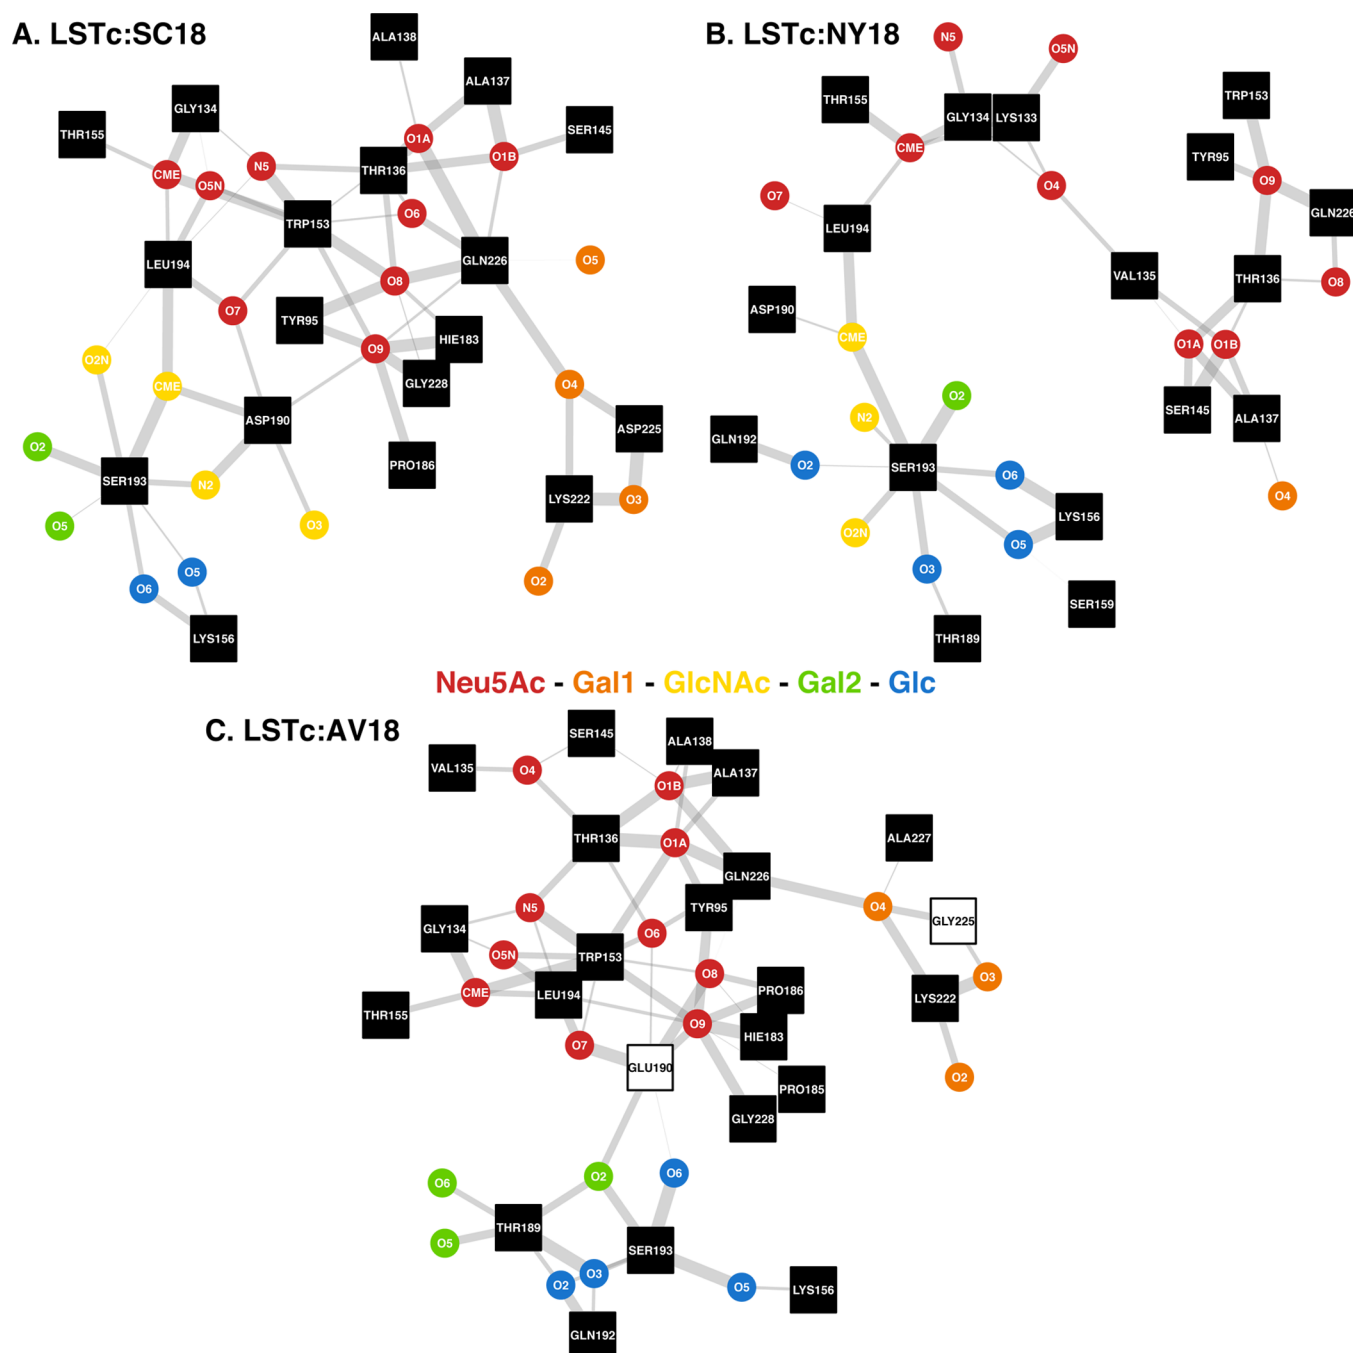 A. LSTc:SC18
ALA138
ALA137
GLY134
THR155
SER145
O1A
O1B
THR136
CME
O5N
N5
TRP153
O6
LEU194
GLN226
O5
O8
O7
TYR95
HIE183
O9
GLY228
O2N
CME
O4
ASP190
ASP225
O2
PRO186
SER193
N2
LYS222
O3
O5
O3
O5
O6
O2
LYS156
B. LSTc:NY18
N5
O5N
THR155
GLY134
LYS133
TRP153
CME
TYR95
O9
O7
O4
GLN226
LEU194
VAL135
THR136
O8
ASP190
CME
O1A
O1B
O2
SER145
ALA137
N2
GLN192
O2
SER193
O6
O4
LYS156
O2N
O5
O3
SER159
THR189
Neu5Ac - Gal1 - GlcNAc - Gal2 - Glc
C. LSTc:AV18
SER145
ALA138
VAL135
O4
ALA137
O1B
THR136
O1A
ALA227
GLN226
N5
TYR95
O4
GLY225
GLY134
O6
O5N
TRP153
O8
O3
CME
LEU194
PRO186
LYS222
THR155
O9
HIE183
O7
GLU190
O2
PRO185
GLY228
O6
O2
O6
THR189
O5
SER193
O2
O3
O5
LYS156
GLN192